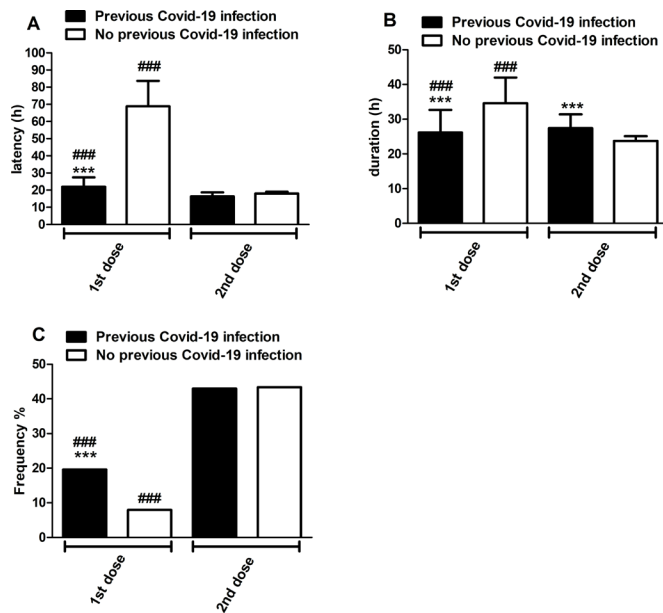 A
Previous Covid-19 infection
No previous Covid-19 infection
latency (h)
100
90
80
70
60
50
40
30
20
10
0
###
***
###
1st dose
2nd dose
B
Previous Covid-19 infection
No previous Covid-19 infection
duration (h)
50
40
30
20
10
0
###
***
###
***
1st dose
2nd dose
C
Previous Covid-19 infection
No previous Covid-19 infection
Frequency %
50
40
30
20
10
0
###
***
###
1st dose
2nd dose